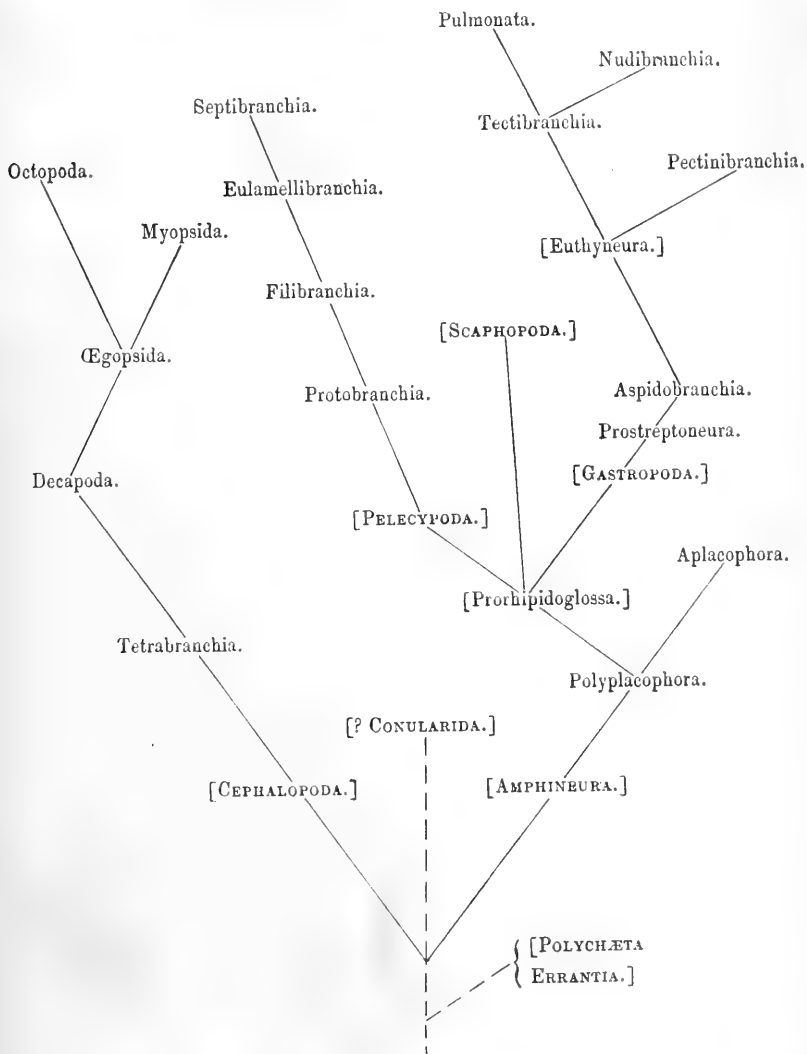 Pulmonata.
Nudibranchia.
Septibranchia.
Tectibranchia.
Octopoda.
Pectinibranchia.
Eulamellibranchia.
Myopsida.
[Euthyneura.]
Filibranchia.
[SCAPHOPODA.]
Œgopsida.
Protobranchia.
Aspidobranchia.
Prostreptoneura.
[GASTROPODA.]
Decapoda.
[PELECYPODA.]
Aplacophora.
[Prorhipidoglossa.]
Tetrabranchia.
Polyplacophora.
[? CONULARIDA.]
[CEPHALOPODA.]
[AMPHINEURA.]
[POLYCHÆTA
ERRANTIA.]